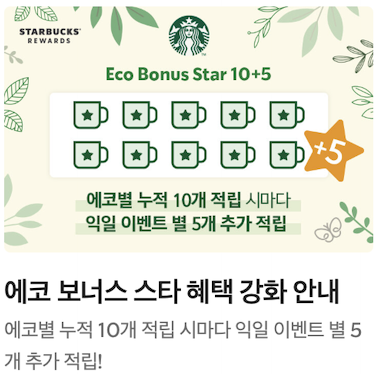 STARBUCKS®
REWARDS
Eco Bonus Star 10+5
+5
에코별 누적 10개 적립 시마다
익일 이벤트 별 5개 추가 적립
에코 보너스 스타 혜택 강화 안내
에코별 누적 10개 적립 시마다 익일 이벤트 별 5
개 추가 적립!